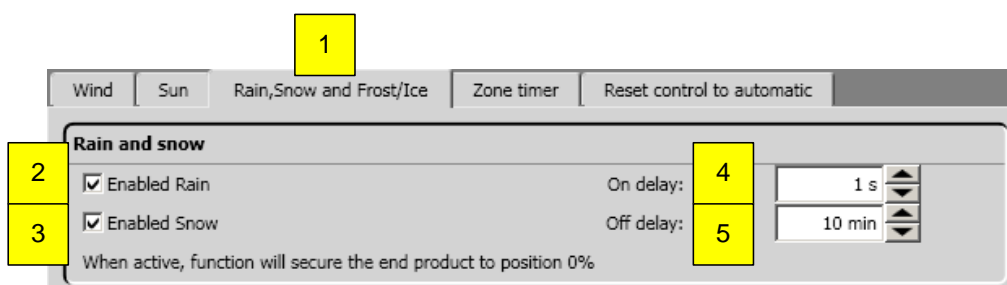 1
Wind Sun Rain,Snow and Frost/Ice Zone timer Reset control to automatic
Rain and snow
2 Enabled Rain On delay: 4 1 s
3 Enabled Snow Off delay: 5 10 min
When active, function will secure the end product to position 0%